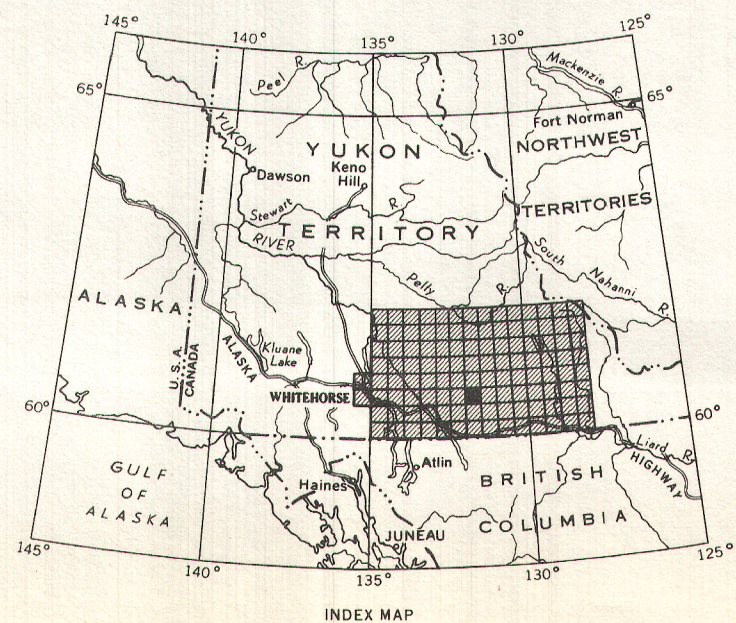 145°
140°
135°
130°
125°
Peel R.
Mackenzie R.
65°
65°
Fort Norman
YUKON
YUKON
NORTHWEST
Keno
Hill
Dawson
Stewart R.
TERRITORIES
RIVER
TERRITORY
South Nahanni R.
Pelly R.
ALASKA
Kluane
Lake
ALASKA
U.S.A.
CANADA
WHITEHORSE
60°
60°
Liard R.
HIGHWAY
Atlin
BRITISH
GULF
OF
ALASKA
Haines
COLUMBIA
JUNEAU
145°
140°
135°
130°
125°
INDEX MAP